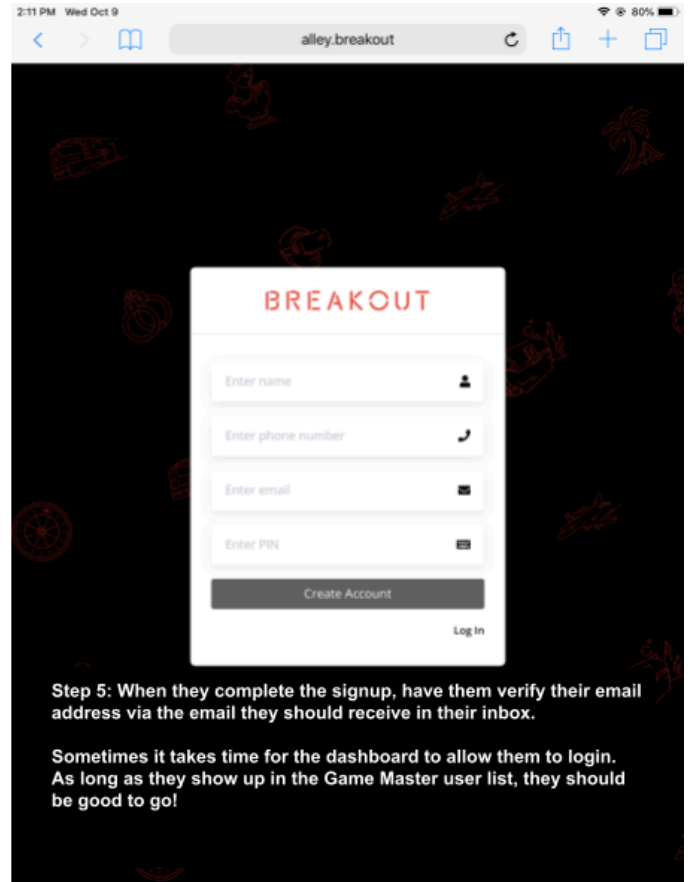 2:11 PM Wed Oct 9
80%
alley.breakout
BREAKOUT
Enter name
Enter phone number
Enter email
Enter PIN
Create Account
Log In
Step 5: When they complete the signup, have them verify their email
address via the email they should receive in their inbox.
Sometimes it takes time for the dashboard to allow them to login.
As long as they show up in the Game Master user list, they should
be good to go!